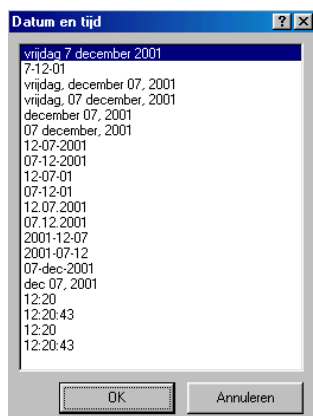 Datum en tijd
vrijdag 7 december 2001
7-12-01
vrijdag, december 07, 2001
vrijdag, 07 december, 2001
december 07, 2001
07 december, 2001
12-07-2001
07-12-2001
12-07-01
07-12-01
12.07.2001
07.12.2001
2001-12-07
2001-07-12
07-dec-2001
dec 07, 2001
12:20
12:20:43
12:20
12:20:43
OK Annuleren